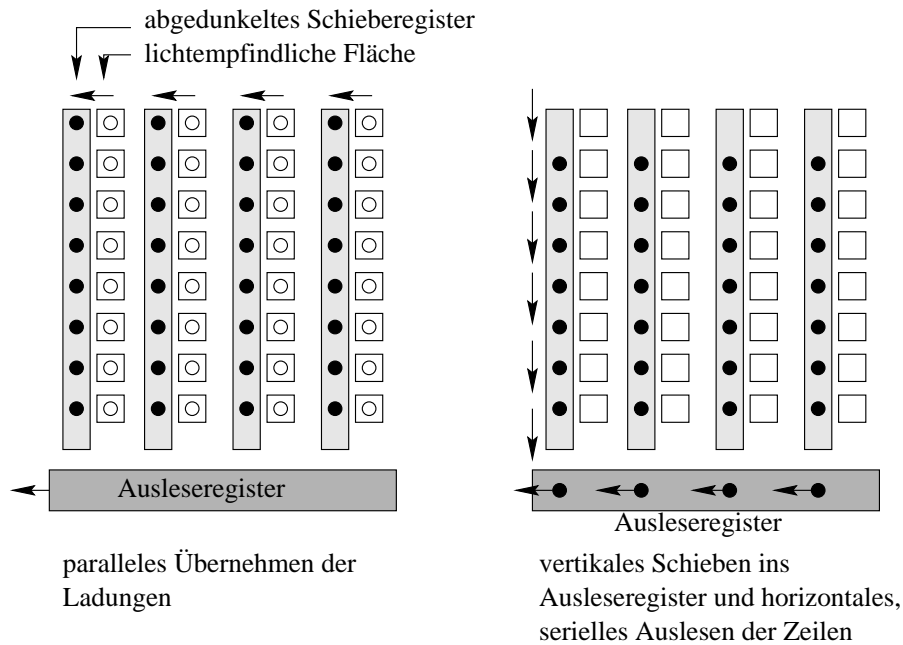 abgedunkeltes Schieberegister
lichtempfindliche Fläche
Ausleseregister
paralleles Übernehmen der
Ladungen
Ausleseregister
vertikales Schieben ins
Ausleseregister und horizontales,
serielles Auslesen der Zeilen